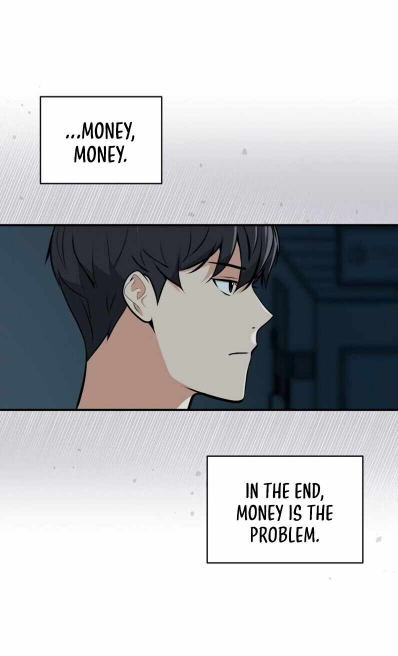 ...MONEY,
MONEY.
IN THE END,
MONEY IS THE
PROBLEM.